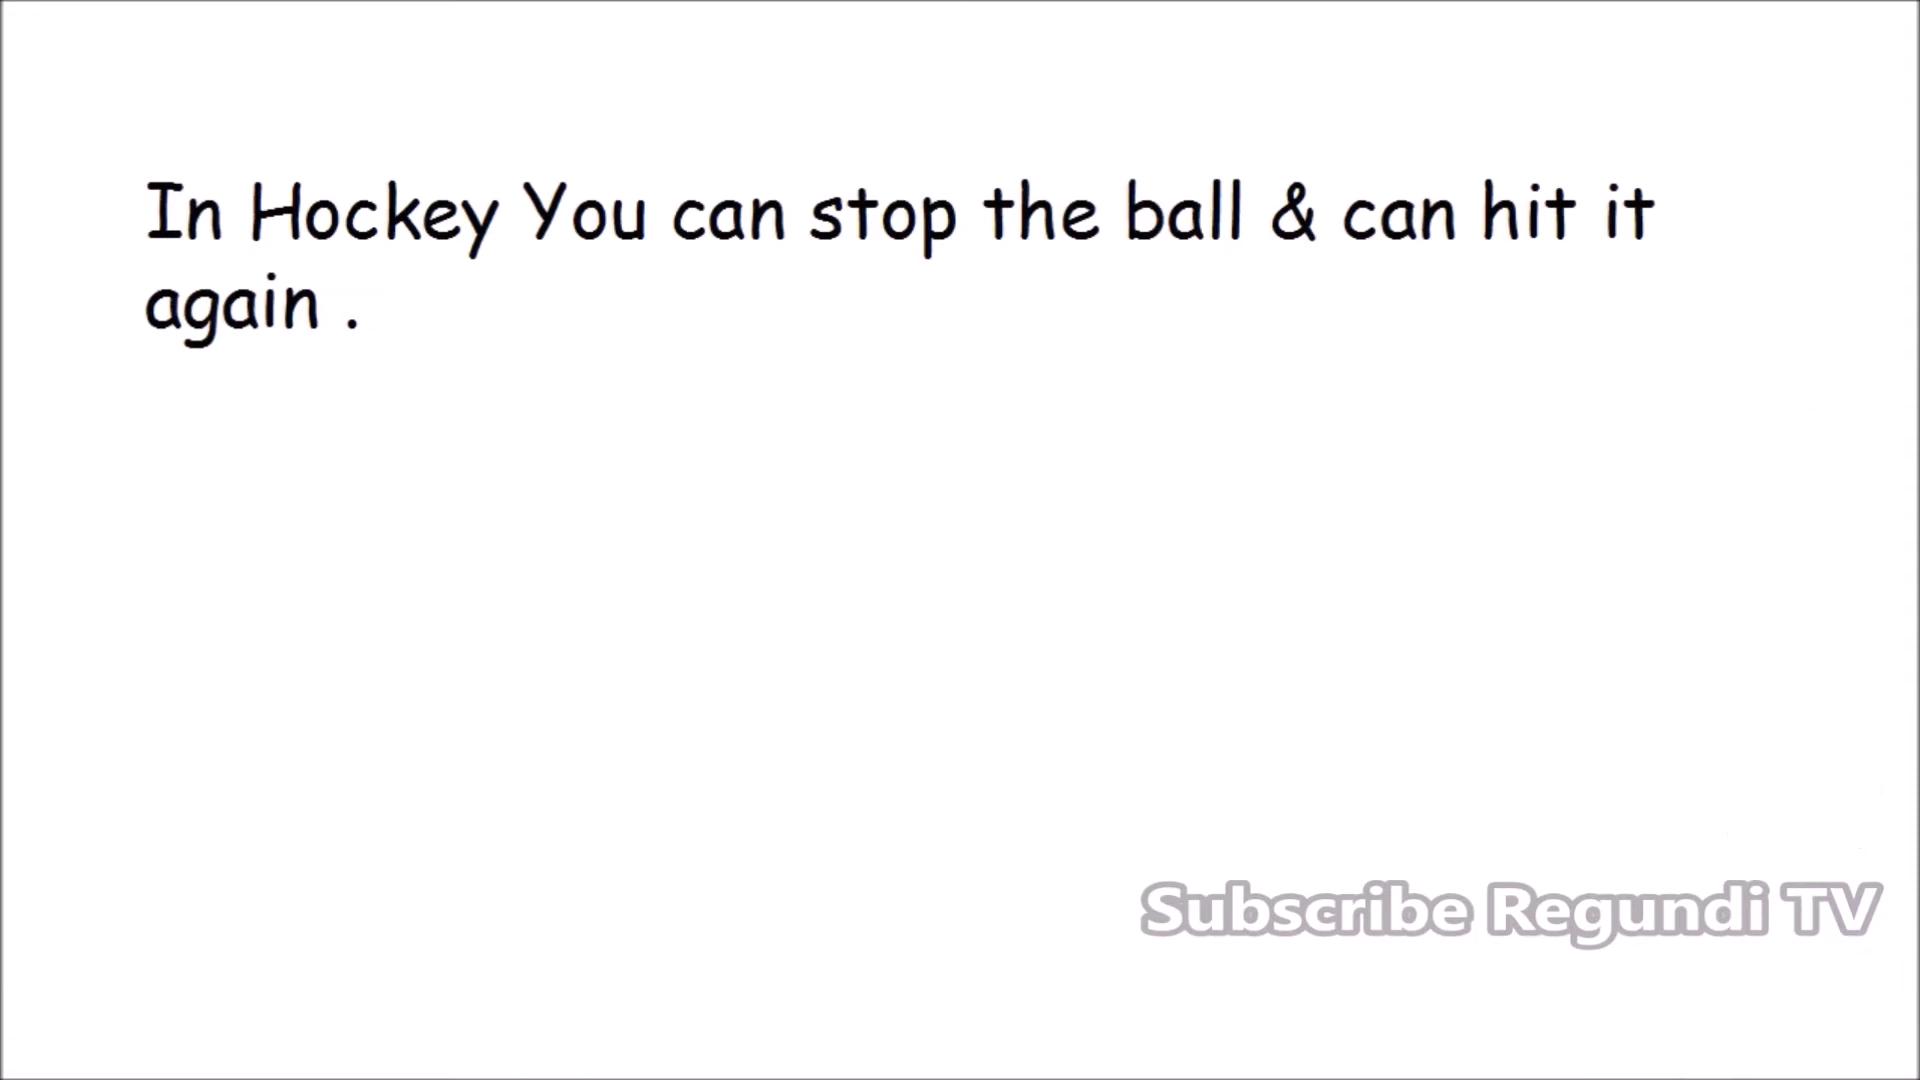 In Hockey You can stop the ball & can hit it
again .
Subscribe Regundi TV